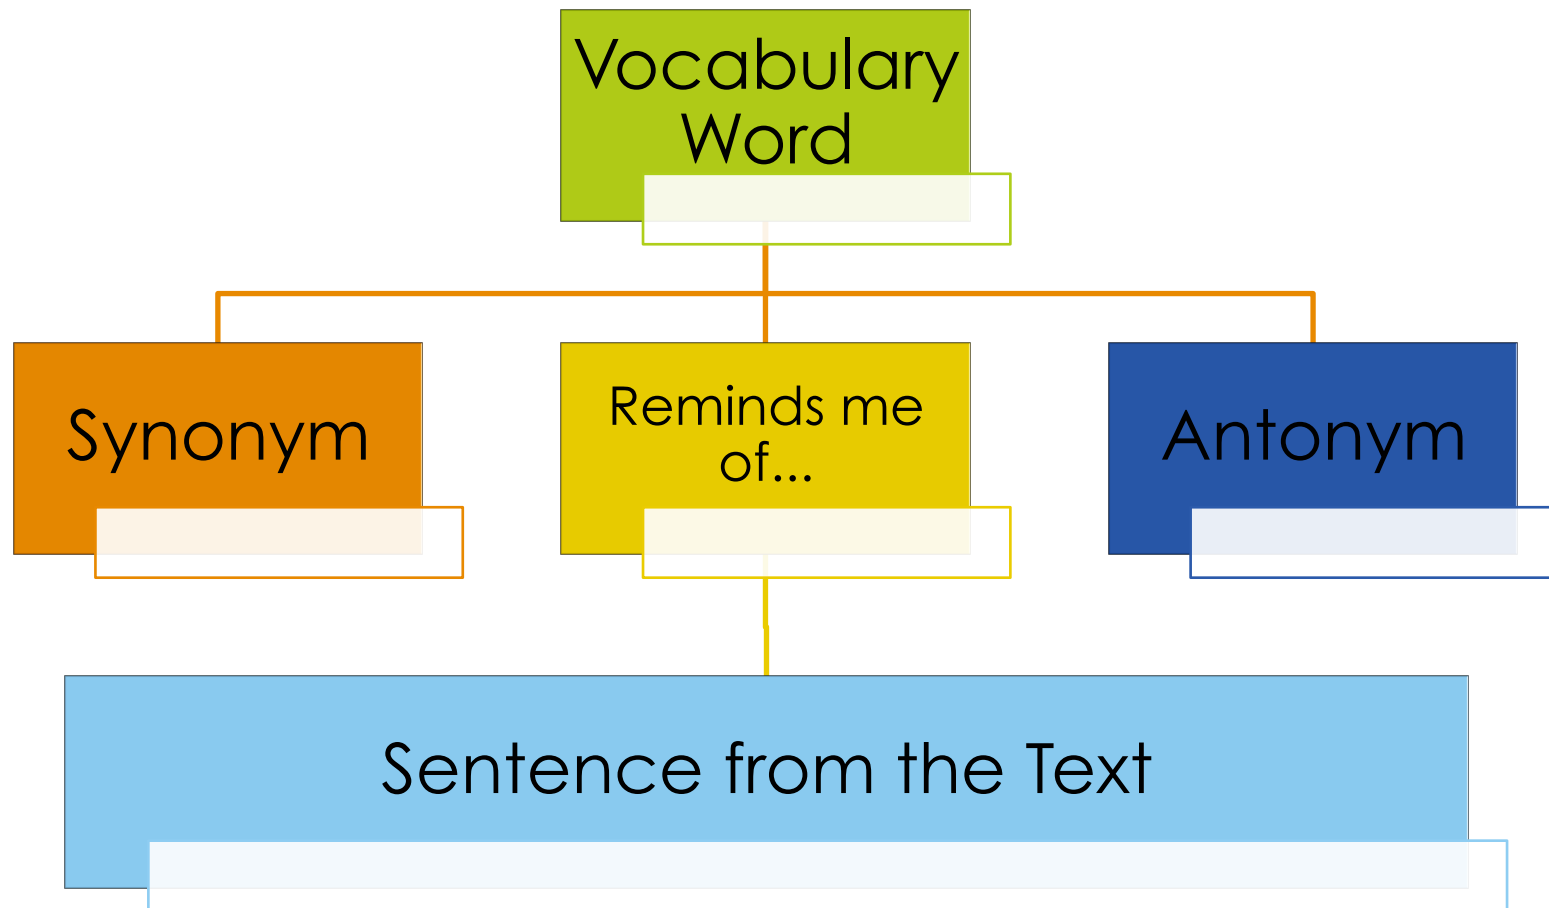 Vocabulary
Word
Synonym
Reminds me
of...
Antonym
Sentence from the Text